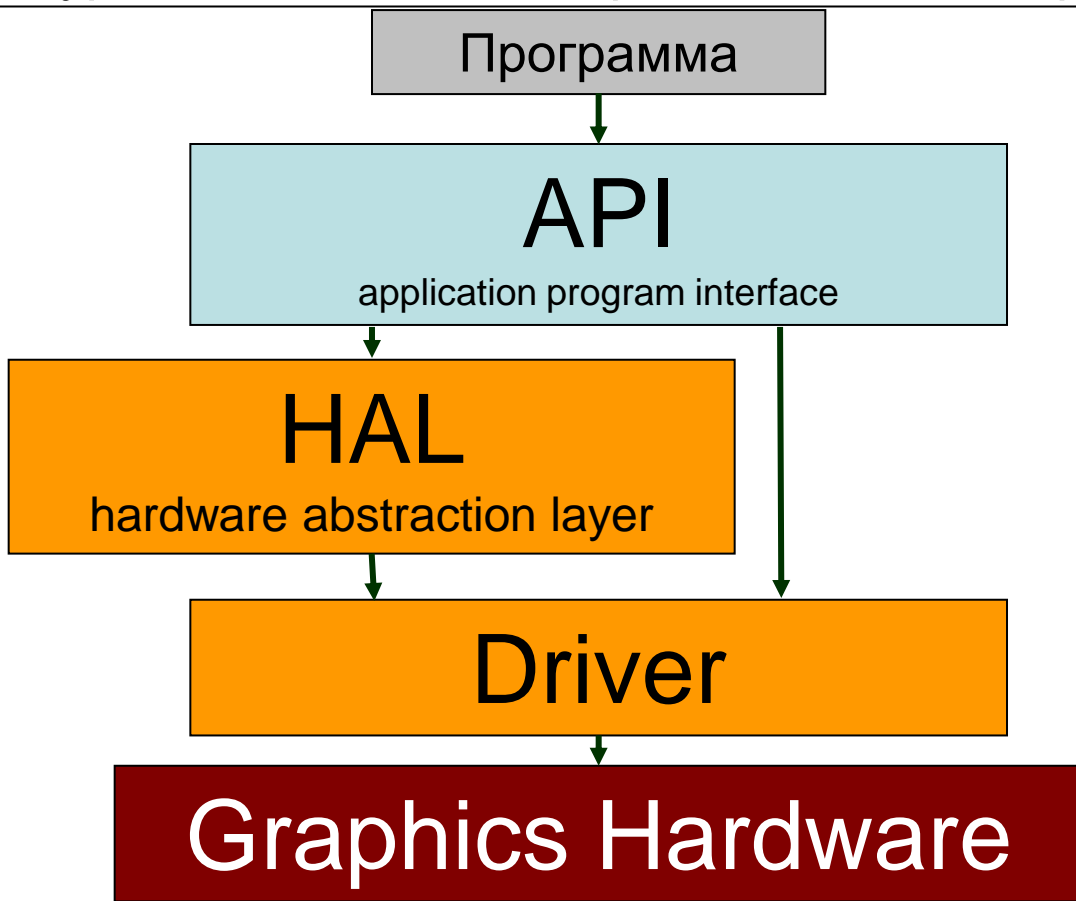 Программа
API
application program interface
HAL
hardware abstraction layer
Driver
Graphics Hardware